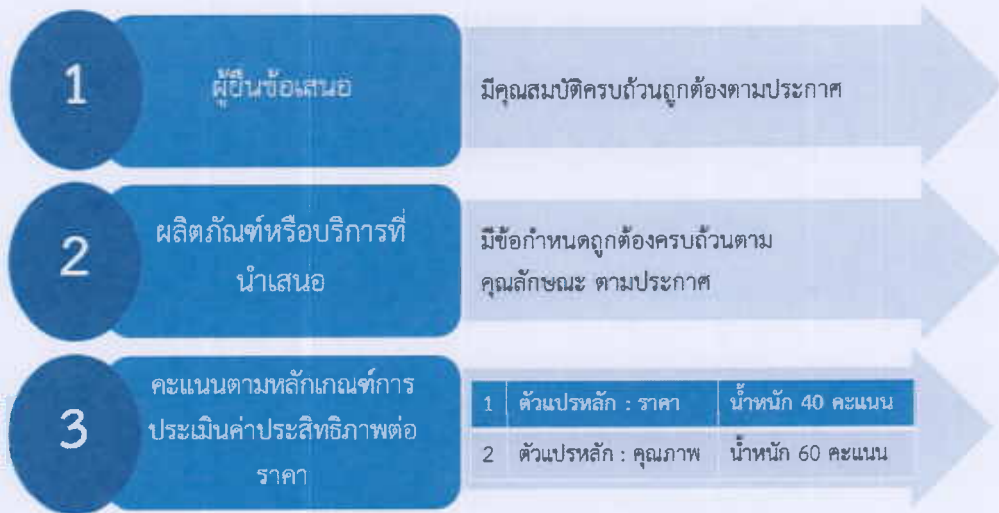 1
ผู้ยื่นข้อเสนอ
มีคุณสมบัติครบถ้วนถูกต้องตามประกาศ
2
ผลิตภัณฑ์หรือบริการที่
นำเสนอ
มีข้อกำหนดถูกต้องครบถ้วนตาม
คุณลักษณะ ตามประกาศ
3
คะแนนตามหลักเกณฑ์การ
ประเมินค่าประสิทธิภาพต่อ
ราคา
1 ตัวแปรหลัก : ราคา น้ำหนัก 40 คะแนน
2 ตัวแปรหลัก : คุณภาพ น้ำหนัก 60 คะแนน